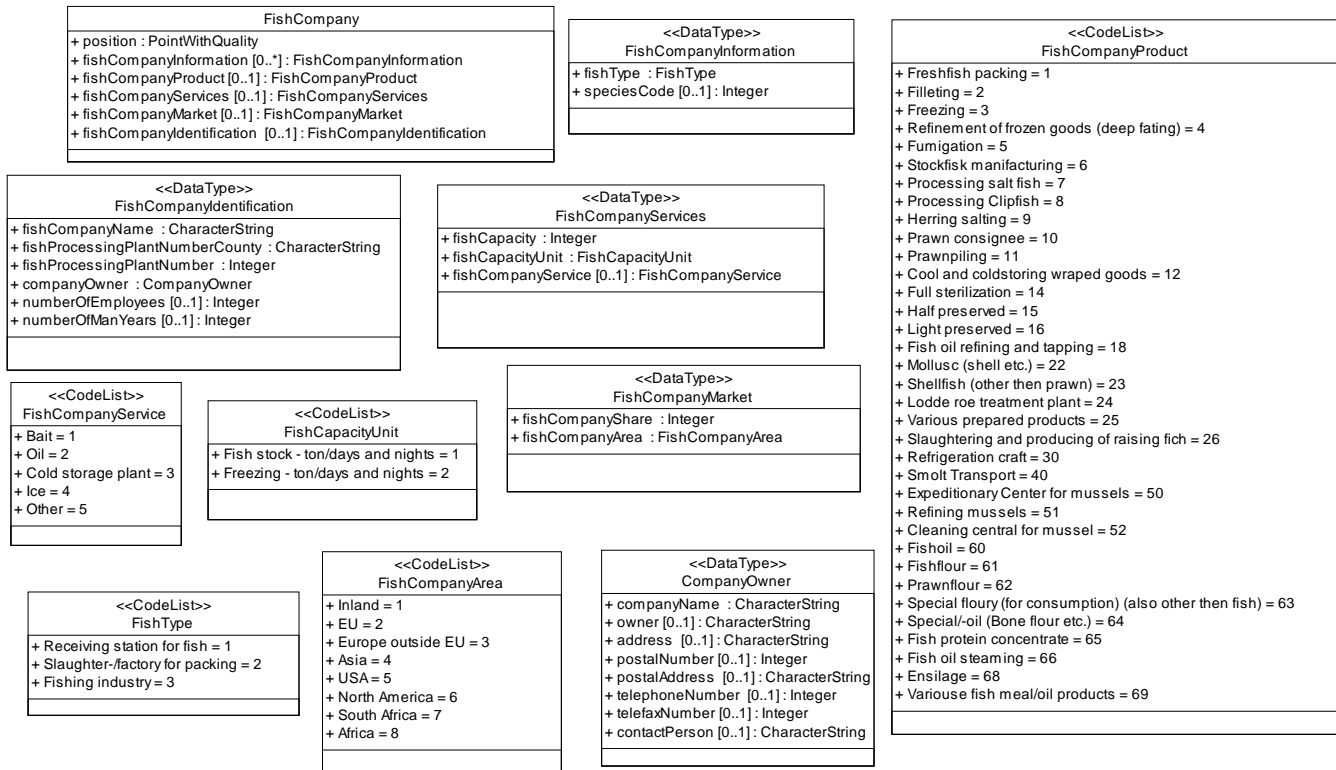 FishCompany
+ position : PointWithQuality
+ fishCompanyInformation [0..*] : FishCompanyInformation
+ fishCompanyProduct [0..1] : FishCompanyProduct
+ fishCompanyServices [0..1] : FishCompanyServices
+ fishCompanyMarket [0..1] : FishCompanyMarket
+ fishCompanyIdentification [0..1] : FishCompanyIdentification
<<DataType>>
FishCompanyInformation
+ fishType : FishType
+ speciesCode [0..1] : Integer
<<CodeList>>
FishCompanyProduct
+ Freshfish packing = 1
+ Filleting = 2
+ Freezing = 3
+ Refinement of frozen goods (deep fating) = 4
+ Fumigation = 5
+ Stockfisk manifacturing = 6
+ Processing salt fish = 7
+ Processing Clipfish = 8
+ Herring salting = 9
+ Prawn consignee = 10
+ Prawnpiling = 11
+ Cool and coldstoring wraped goods = 12
+ Full sterilization = 14
+ Half preserved = 15
+ Light preserved = 16
+ Fish oil refining and tapping = 18
+ Mollusc (shell etc.) = 22
+ Shellfish (other then prawn) = 23
+ Lodde roe treatment plant = 24
+ Various prepared products = 25
+ Slaughtering and producing of raising fich = 26
+ Refrigeration craft = 30
+ Smolt Transport = 40
+ Expeditionary Center for mussels = 50
+ Refining mussels = 51
+ Cleaning central for mussel = 52
+ Fishoil = 60
+ Fishflour = 61
+ Prawnflour = 62
+ Special floury (for consumption) (also other then fish) = 63
+ Special/-oil (Bone flour etc.) = 64
+ Fish protein concentrate = 65
+ Fish oil steaming = 66
+ Ensilage = 68
+ Variouse fish meal/oil products = 69
<<DataType>>
FishCompanyIdentification
+ fishCompanyName : CharacterString
+ fishProcessingPlantNumberCounty : CharacterString
+ fishProcessingPlantNumber : Integer
+ companyOwner : CompanyOwner
+ numberOfEmployees [0..1] : Integer
+ numberOfManYears [0..1] : Integer
<<DataType>>
FishCompanyServices
+ fishCapacity : Integer
+ fishCapacityUnit : FishCapacityUnit
+ fishCompanyService [0..1] : FishCompanyService
<<CodeList>>
FishCompanyService
+ Bait = 1
+ Oil = 2
+ Cold storage plant = 3
+ Ice = 4
+ Other = 5
<<CodeList>>
FishCapacityUnit
+ Fish stock - ton/days and nights = 1
+ Freezing - ton/days and nights = 2
<<DataType>>
FishCompanyMarket
+ fishCompanyShare : Integer
+ fishCompanyArea : FishCompanyArea
<<CodeList>>
FishType
+ Receiving station for fish = 1
+ Slaughter-/factory for packing = 2
+ Fishing industry = 3
<<CodeList>>
FishCompanyArea
+ Inland = 1
+ EU = 2
+ Europe outside EU = 3
+ Asia = 4
+ USA = 5
+ North America = 6
+ South Africa = 7
+ Africa = 8
<<DataType>>
CompanyOwner
+ companyName : CharacterString
+ owner [0..1] : CharacterString
+ address [0..1] : CharacterString
+ postalNumber [0..1] : Integer
+ postalAddress [0..1] : CharacterString
+ telephoneNumber [0..1] : Integer
+ telefaxNumber [0..1] : Integer
+ contactPerson [0..1] : CharacterString